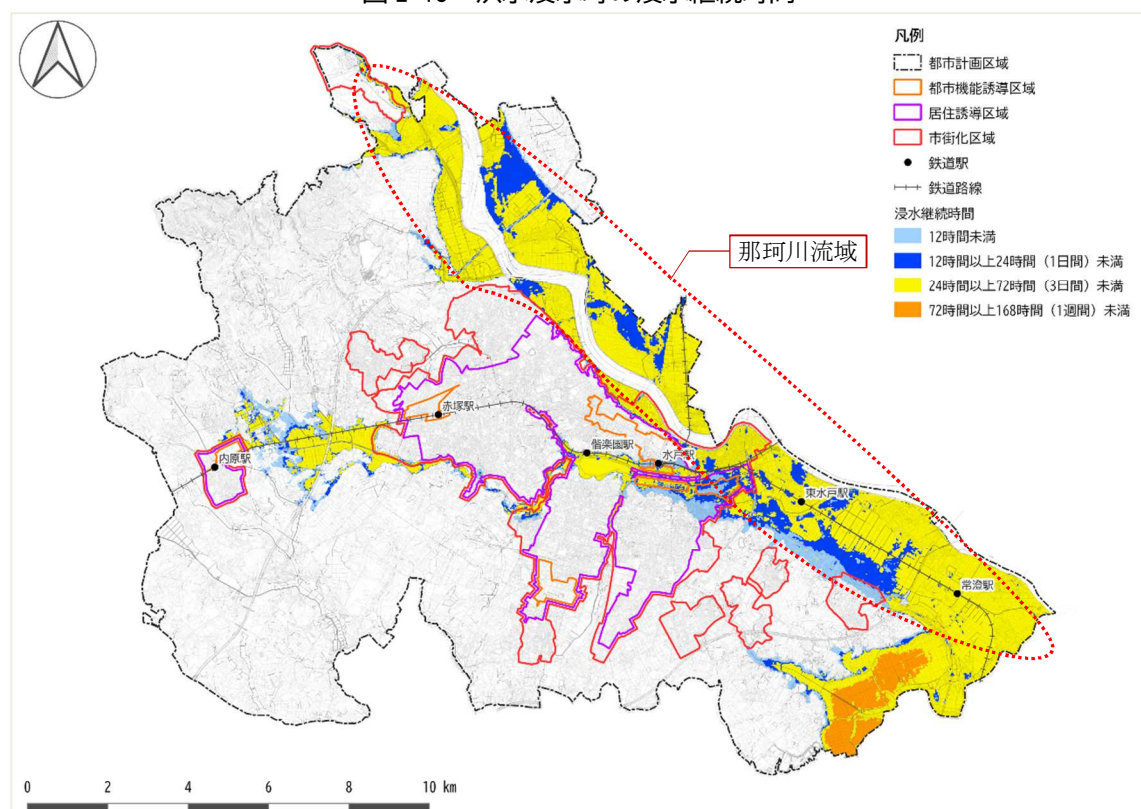 凡例
都市計画区域
都市機能誘導区域
居住誘導区域
市街化区域
鉄道駅
鉄道路線
浸水継続時間
12時間未満
12時間以上24時間（1日間）未満
24時間以上72時間（3日間）未満
72時間以上168時間（1週間）未満
那珂川流域
赤塚駅
偕楽園駅
水戸駅
内原駅
東水戸駅
常澄駅
0 2 4 6 8 10 km